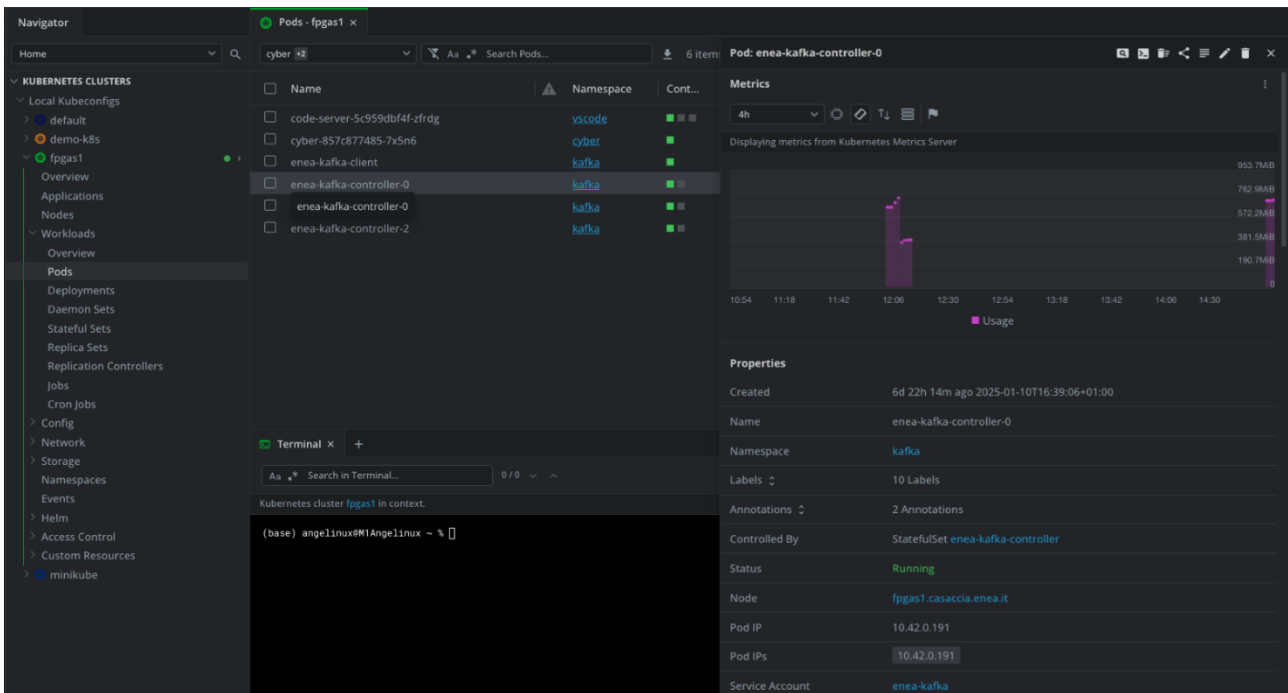 Navigator
Home
KUBERNETES CLUSTERS
Local Kubeconfigs
default
demo-k8s
fpgas1
Overview
Applications
Nodes
Workloads
Overview
Pods
Deployments
Daemon Sets
Stateful Sets
Replica Sets
Replication Controllers
Jobs
Cron Jobs
Config
Network
Storage
Namespaces
Events
Helm
Access Control
Custom Resources
minikube
Pods - fpgas1
cyber +2 Aa .* Search Pods... 6 items
Name Namespace Cont...
code-server-5c959dbf4f-zfrdg vscode
cyber-857c877485-7x5n6 cyber
enea-kafka-client kafka
enea-kafka-controller-0 kafka
enea-kafka-controller-0 kafka
enea-kafka-controller-2 kafka
Terminal × +
Aa .* Search in Terminal... 0/0
Kubernetes cluster fpgas1 in context.
(base) angelinux@M1Angelinux ~ %
Pod: enea-kafka-controller-0
Metrics
4h
Displaying metrics from Kubernetes Metrics Server
953.7MiB
762.9MiB
572.2MiB
381.5MiB
190.7MiB
0
10:54 11:18 11:42 12:06 12:30 12:54 13:18 13:42 14:06 14:30
Usage
Properties
Created 6d 22h 14m ago 2025-01-10T16:39:06+01:00
Name enea-kafka-controller-0
Namespace kafka
Labels 10 Labels
Annotations 2 Annotations
Controlled By StatefulSet enea-kafka-controller
Status Running
Node fpgas1.casaccia.enea.it
Pod IP 10.42.0.191
Pod IPs 10.42.0.191
Service Account enea-kafka